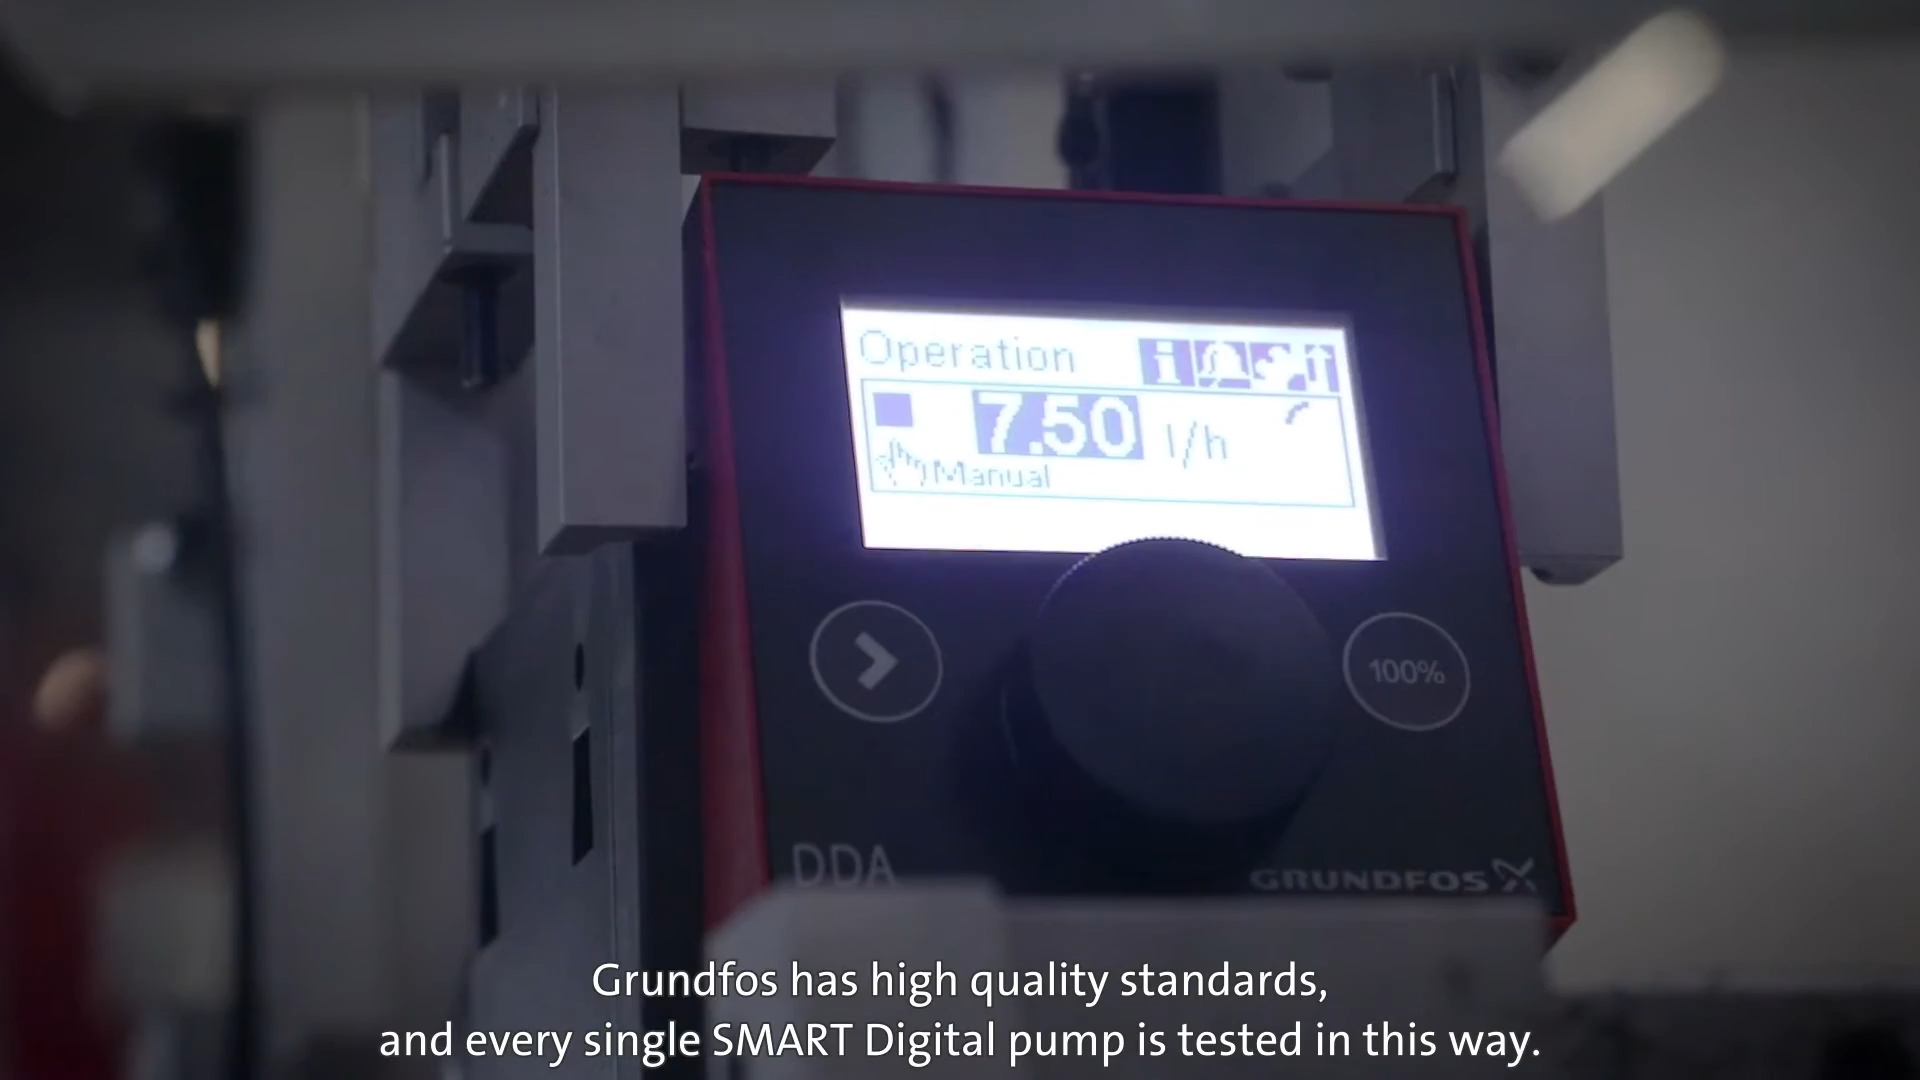 Operation
7.50 l/h
Manual
100%
DDA
GRUNDFOS
Grundfos has high quality standards,
and every single SMART Digital pump is tested in this way.